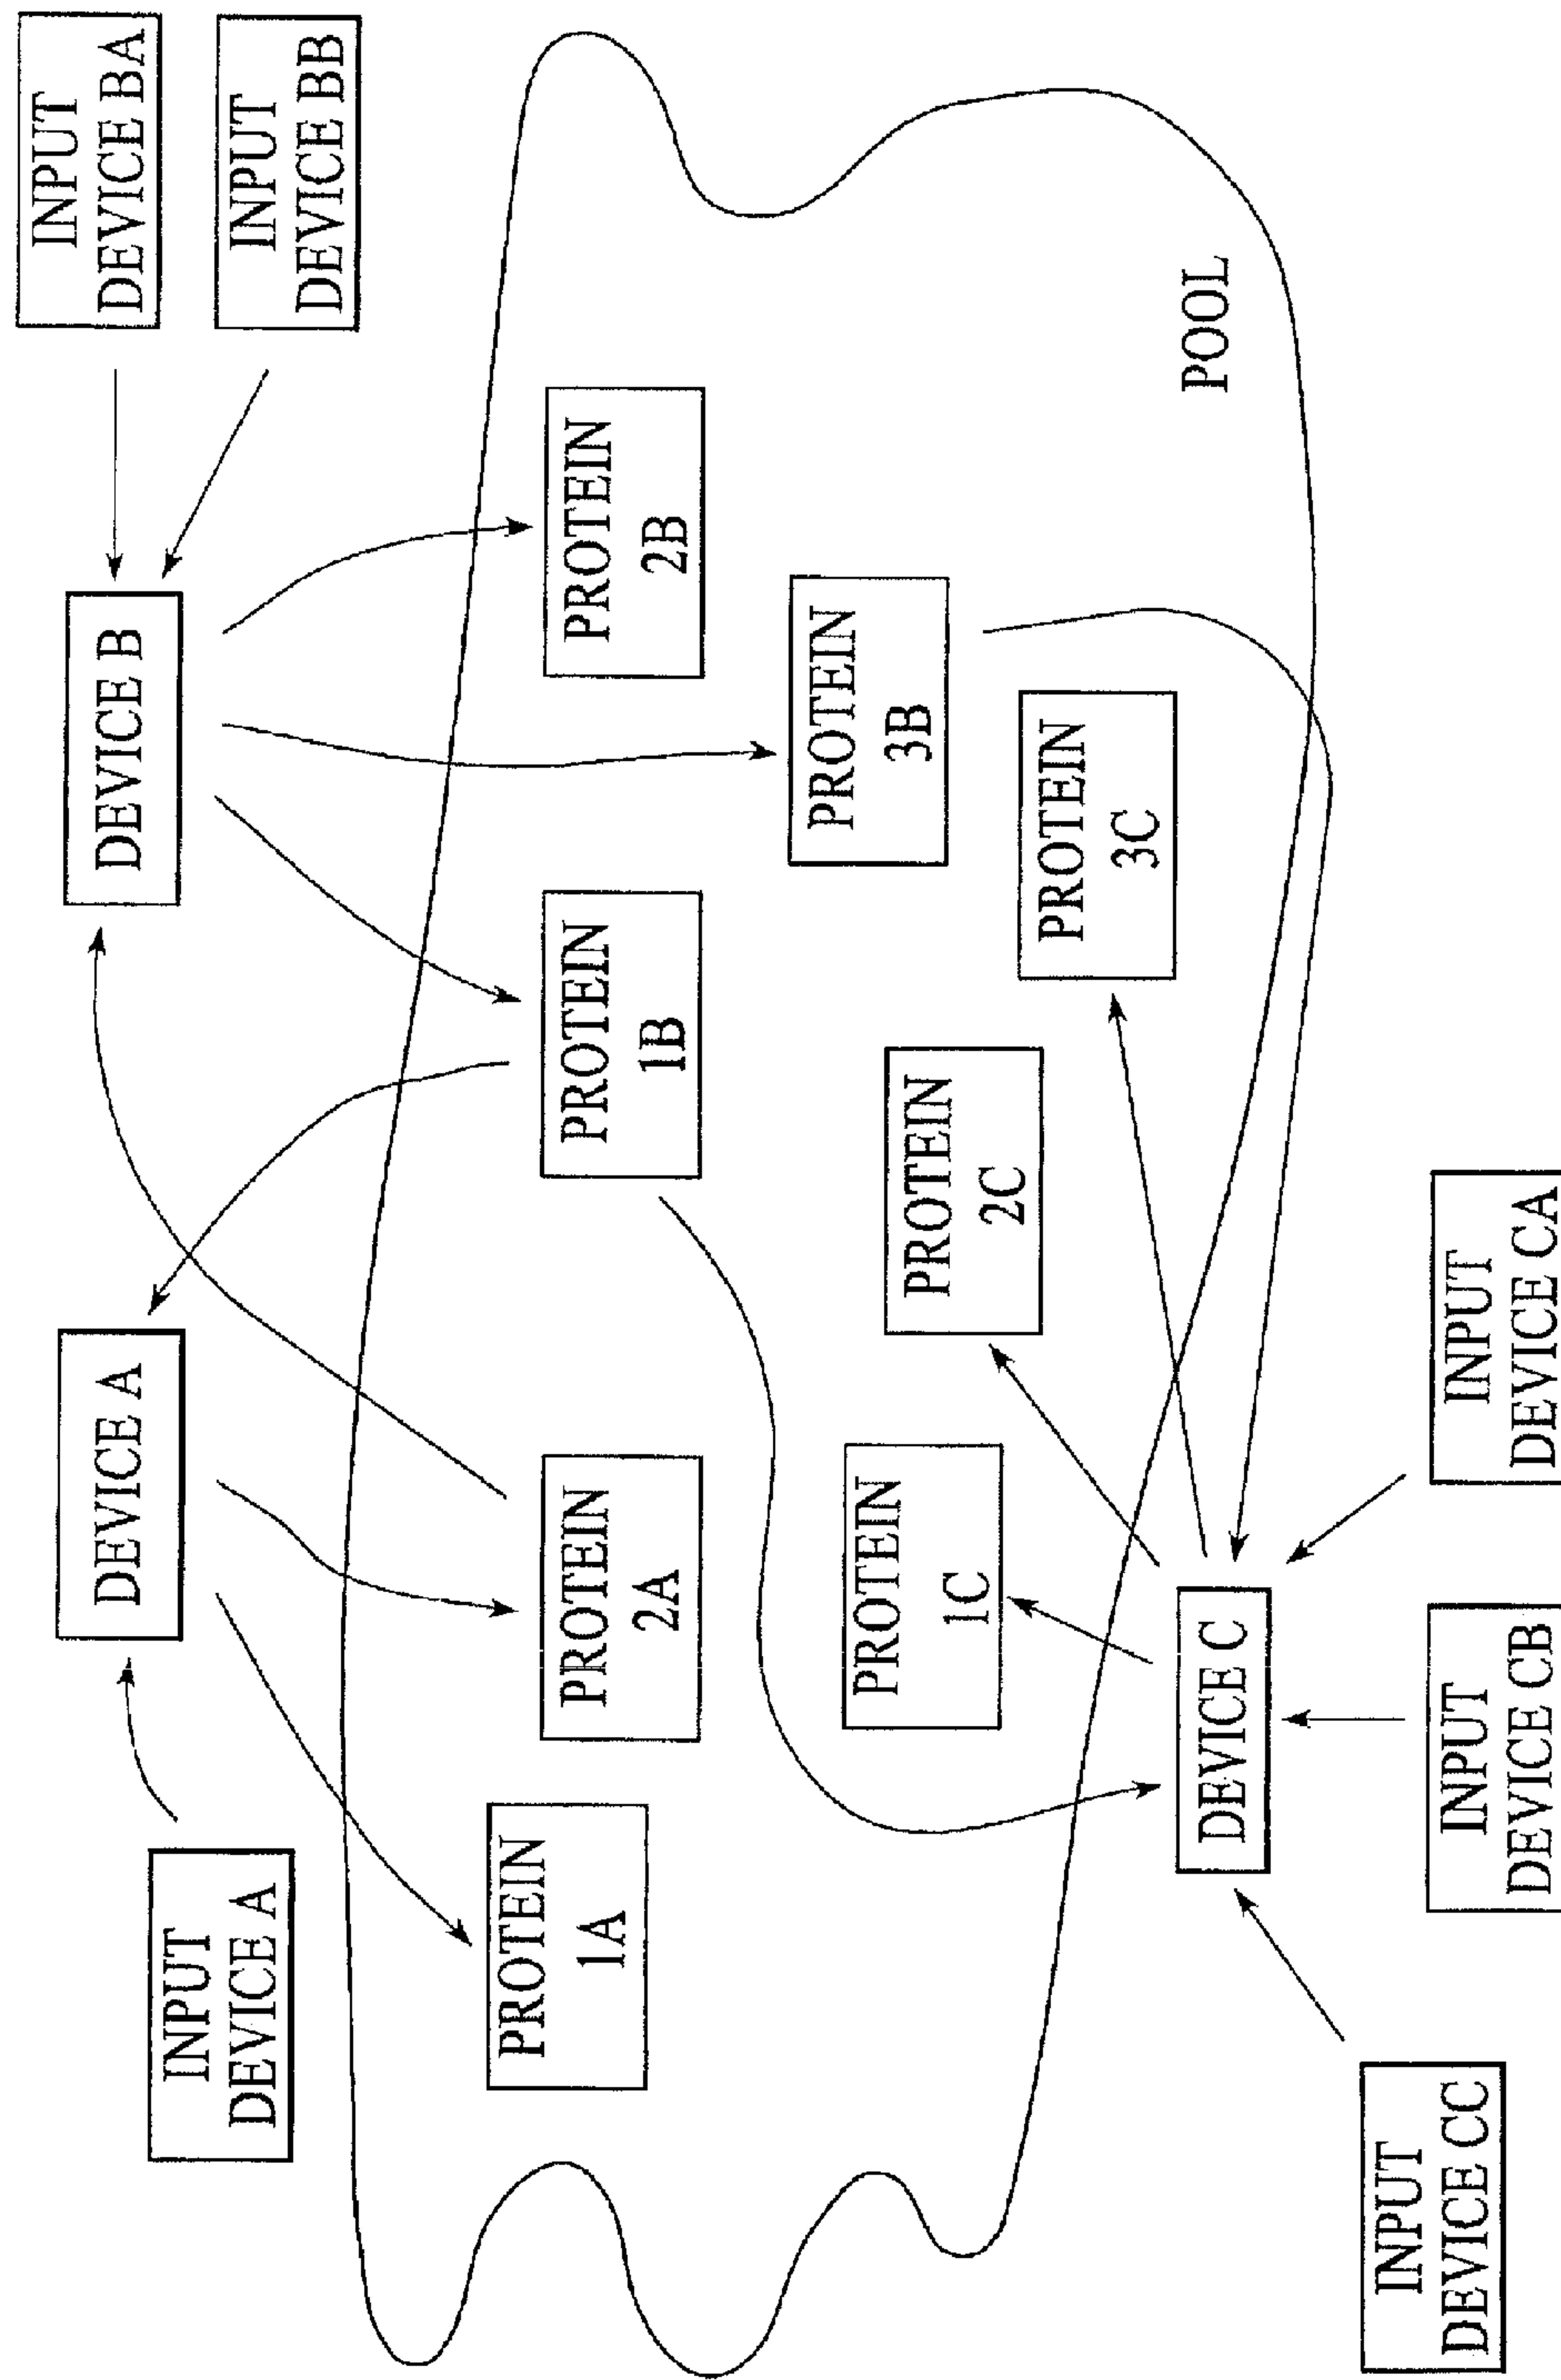 INPUT
DEVICE A
DEVICE A
DEVICE B
INPUT
DEVICE BA
INPUT
DEVICE BB
PROTEIN
1A
PROTEIN
2A
PROTEIN
1B
PROTEIN
2B
PROTEIN
3B
PROTEIN
1C
PROTEIN
2C
PROTEIN
3C
POOL
DEVICE C
INPUT
DEVICE CC
INPUT
DEVICE CB
INPUT
DEVICE CA